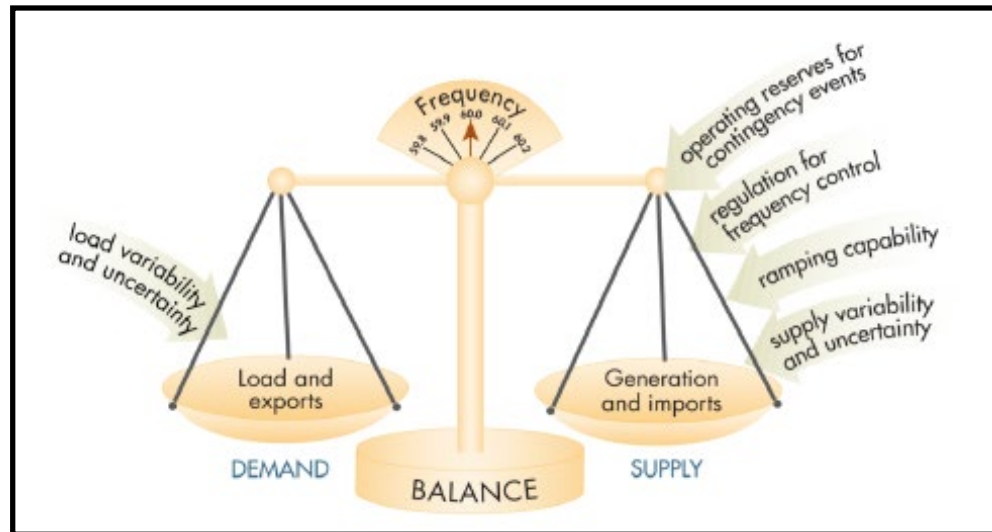 Frequency
59.8
59.9
60.0
60.1
60.2
operating reserves for
contingency events
regulation for
frequency control
ramping capability
supply variability
and uncertainty
load variability
and uncertainty
Load and
exports
Generation
and imports
DEMAND
SUPPLY
BALANCE